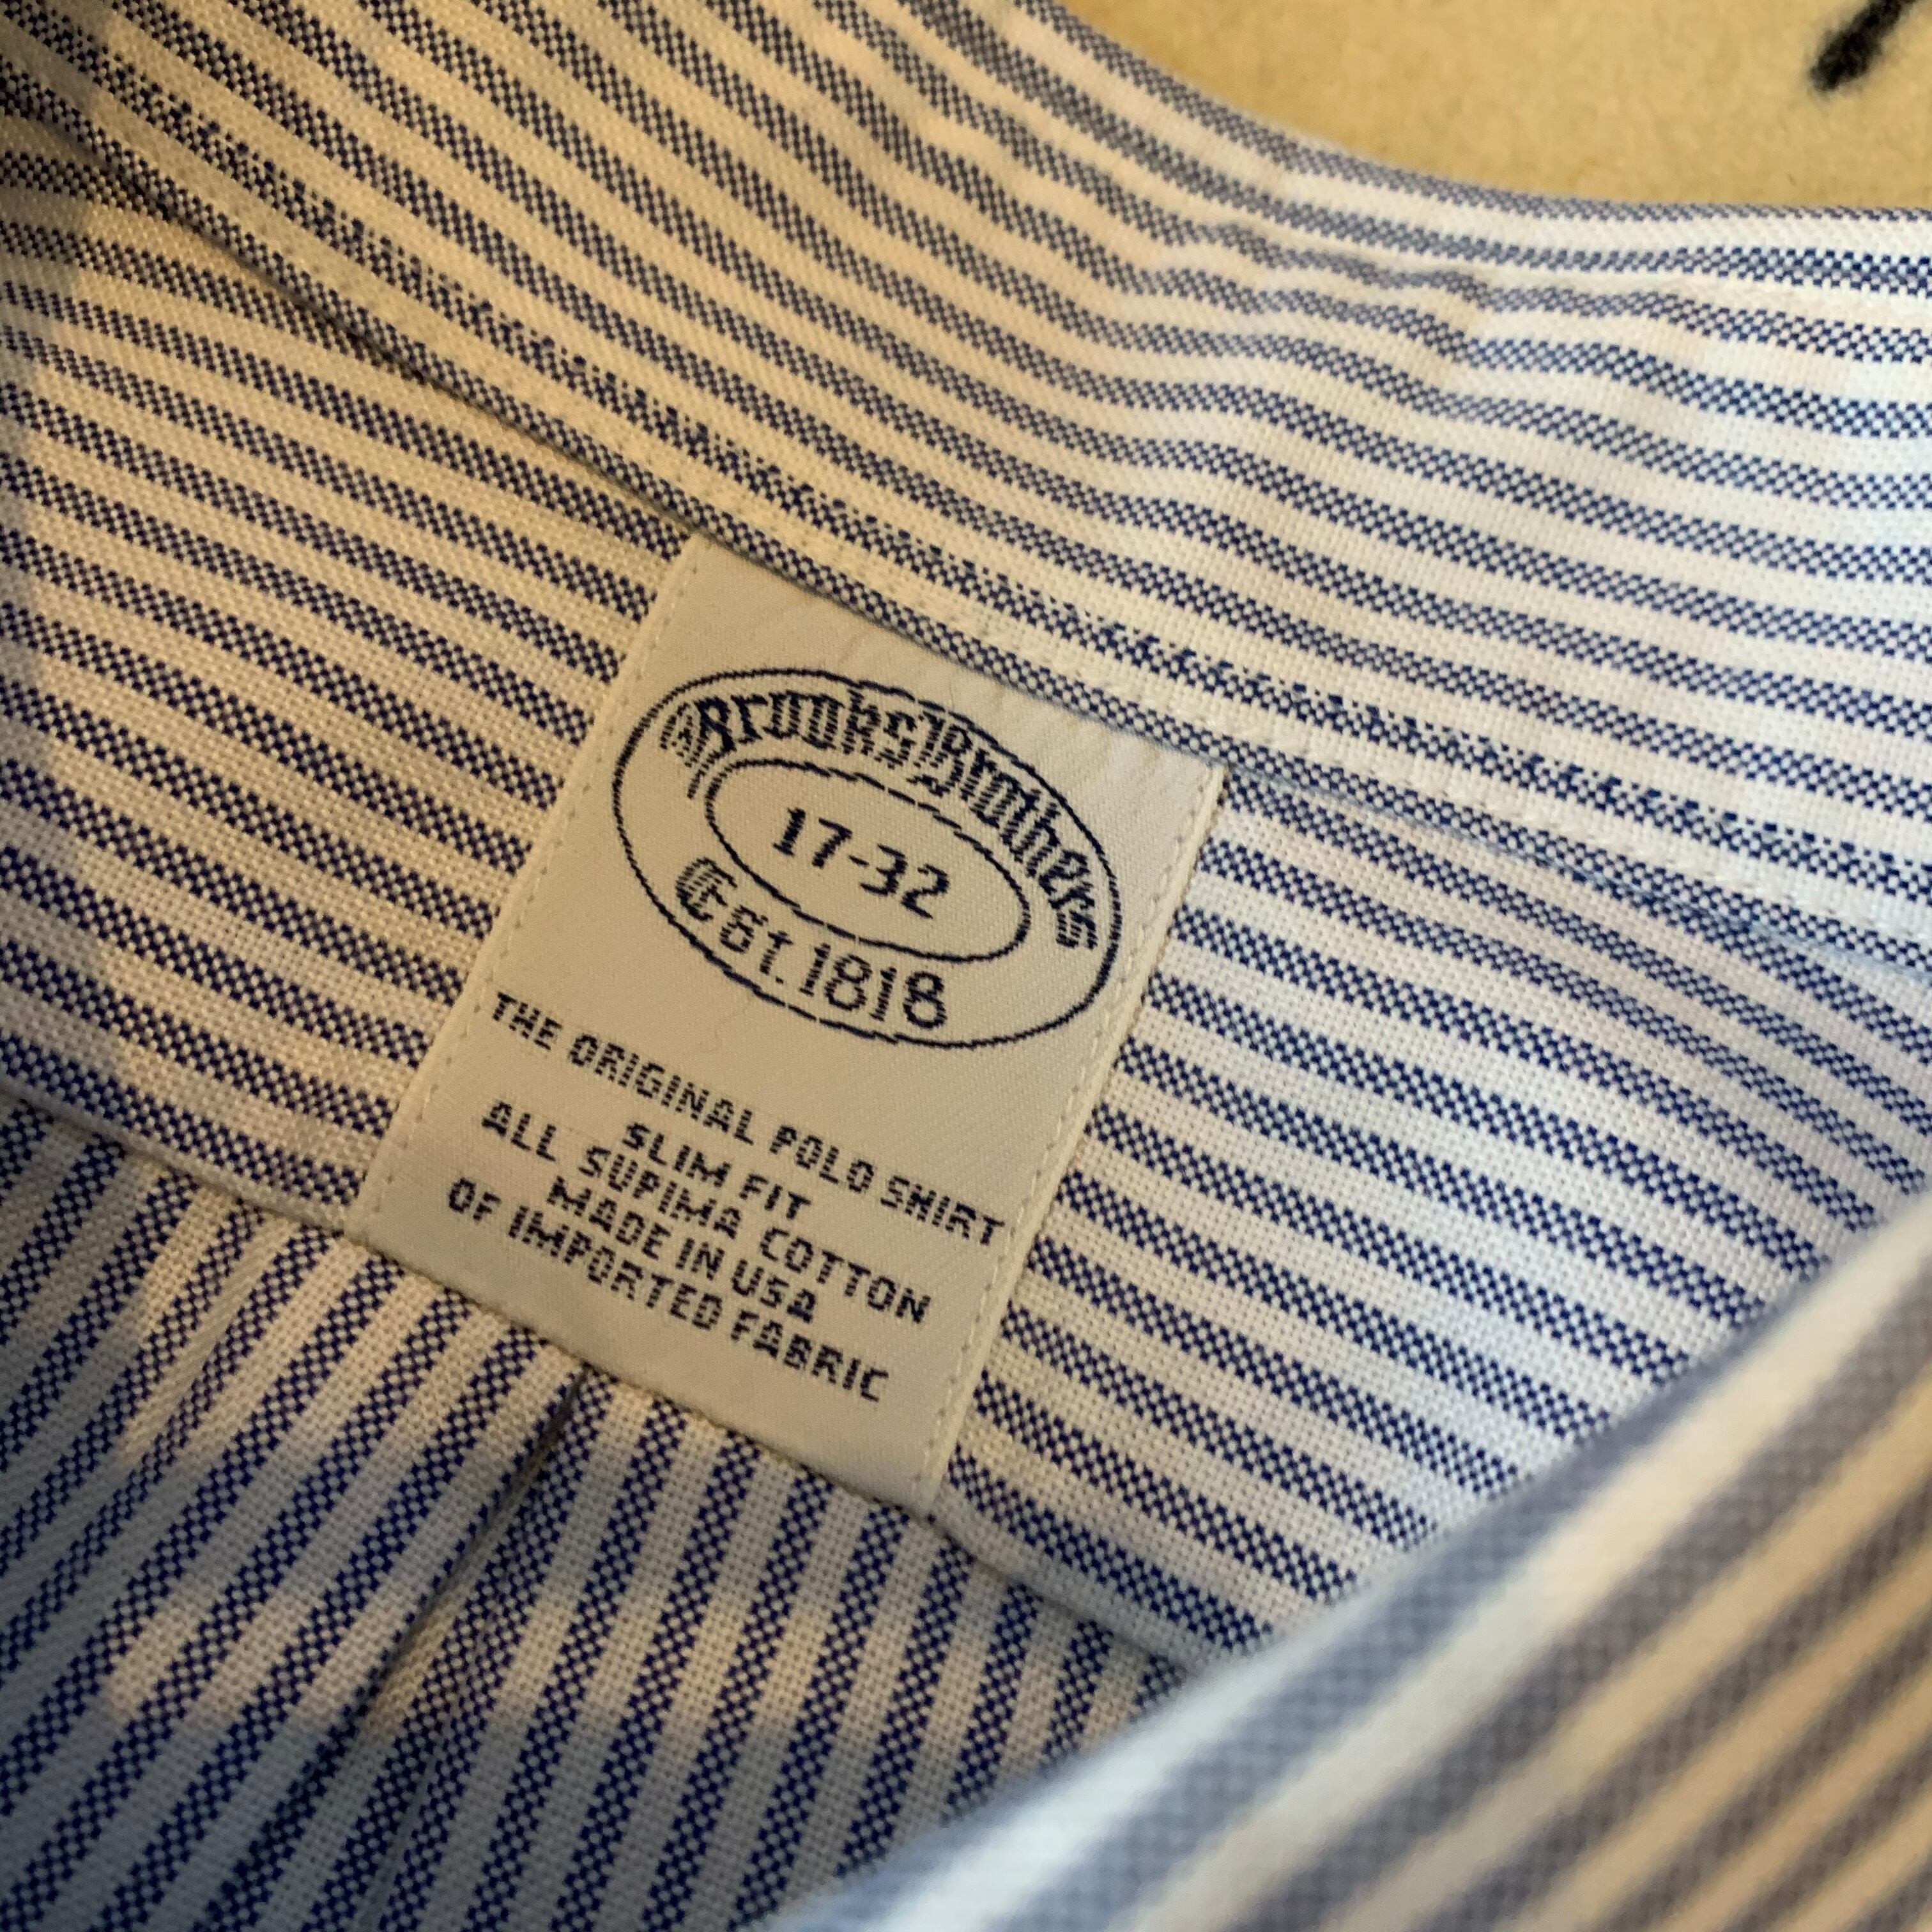 Brooks Brothers
17-32
Est. 1818
THE ORIGINAL POLO SHIRT
SLIM FIT
ALL SUPIMA COTTON
MADE IN USA
OF IMPORTED FABRIC